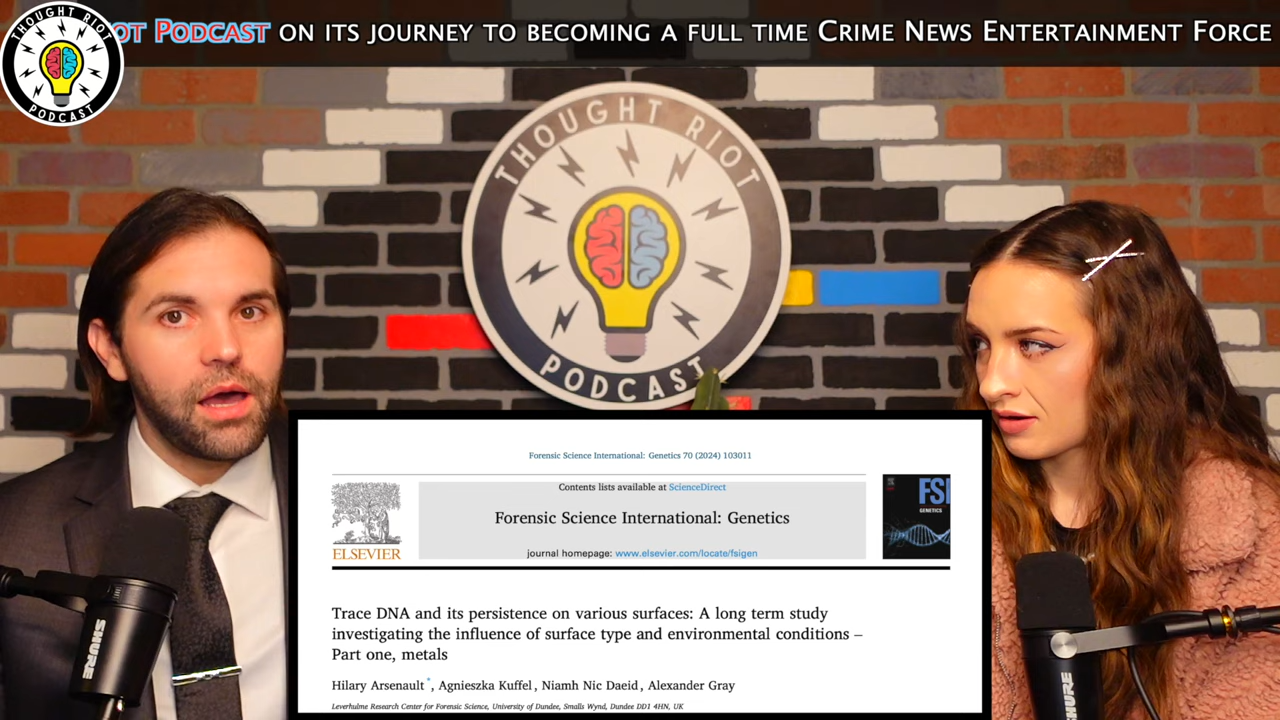 THOUGHT RIOT
PODCAST
OT PODCAST ON ITS JOURNEY TO BECOMING A FULL TIME CRIME NEWS ENTERTAINMENT FORCE
THOUGHT RIOT
PODCAST
Forensic Science International: Genetics 70 (2024) 103011
Contents lists available at ScienceDirect
Forensic Science International: Genetics
journal homepage: www.elsevier.com/locate/fsigen
ELSEVIER
FSI
GENETICS
Trace DNA and its persistence on various surfaces: A long term study
investigating the influence of surface type and environmental conditions –
Part one, metals
Hilary Arsenault*, Agnieszka Kuffel, Niamh Nic Daeid, Alexander Gray
Leverhulme Research Center for Forensic Science, University of Dundee, Smalls Wynd, Dundee DD1 4HN, UK
SHURE
SHURE